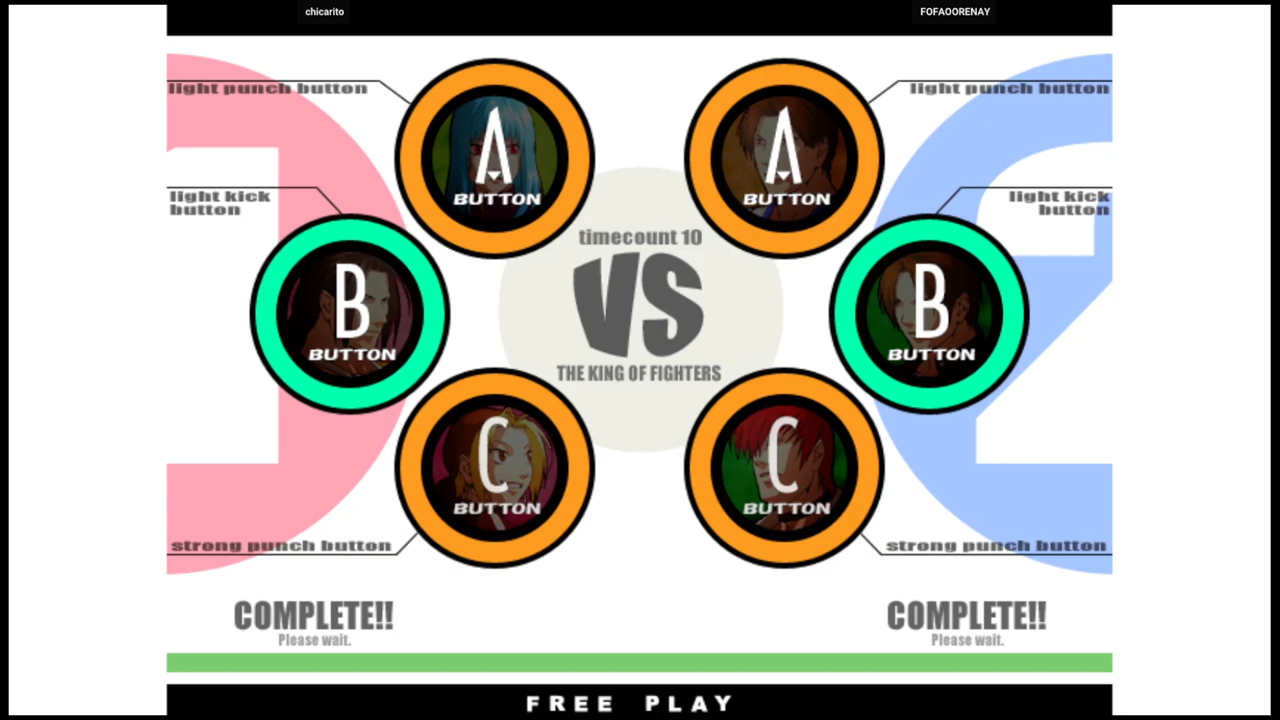 chicarito
FOFAOORENAY
light punch button
light punch button
A
BUTTON
A
BUTTON
light kick
button
light kick
button
timecount 10
VS
THE KING OF FIGHTERS
B
BUTTON
B
BUTTON
C
BUTTON
C
BUTTON
strong punch button
strong punch button
COMPLETE!!
Please wait.
COMPLETE!!
Please wait.
FREE PLAY